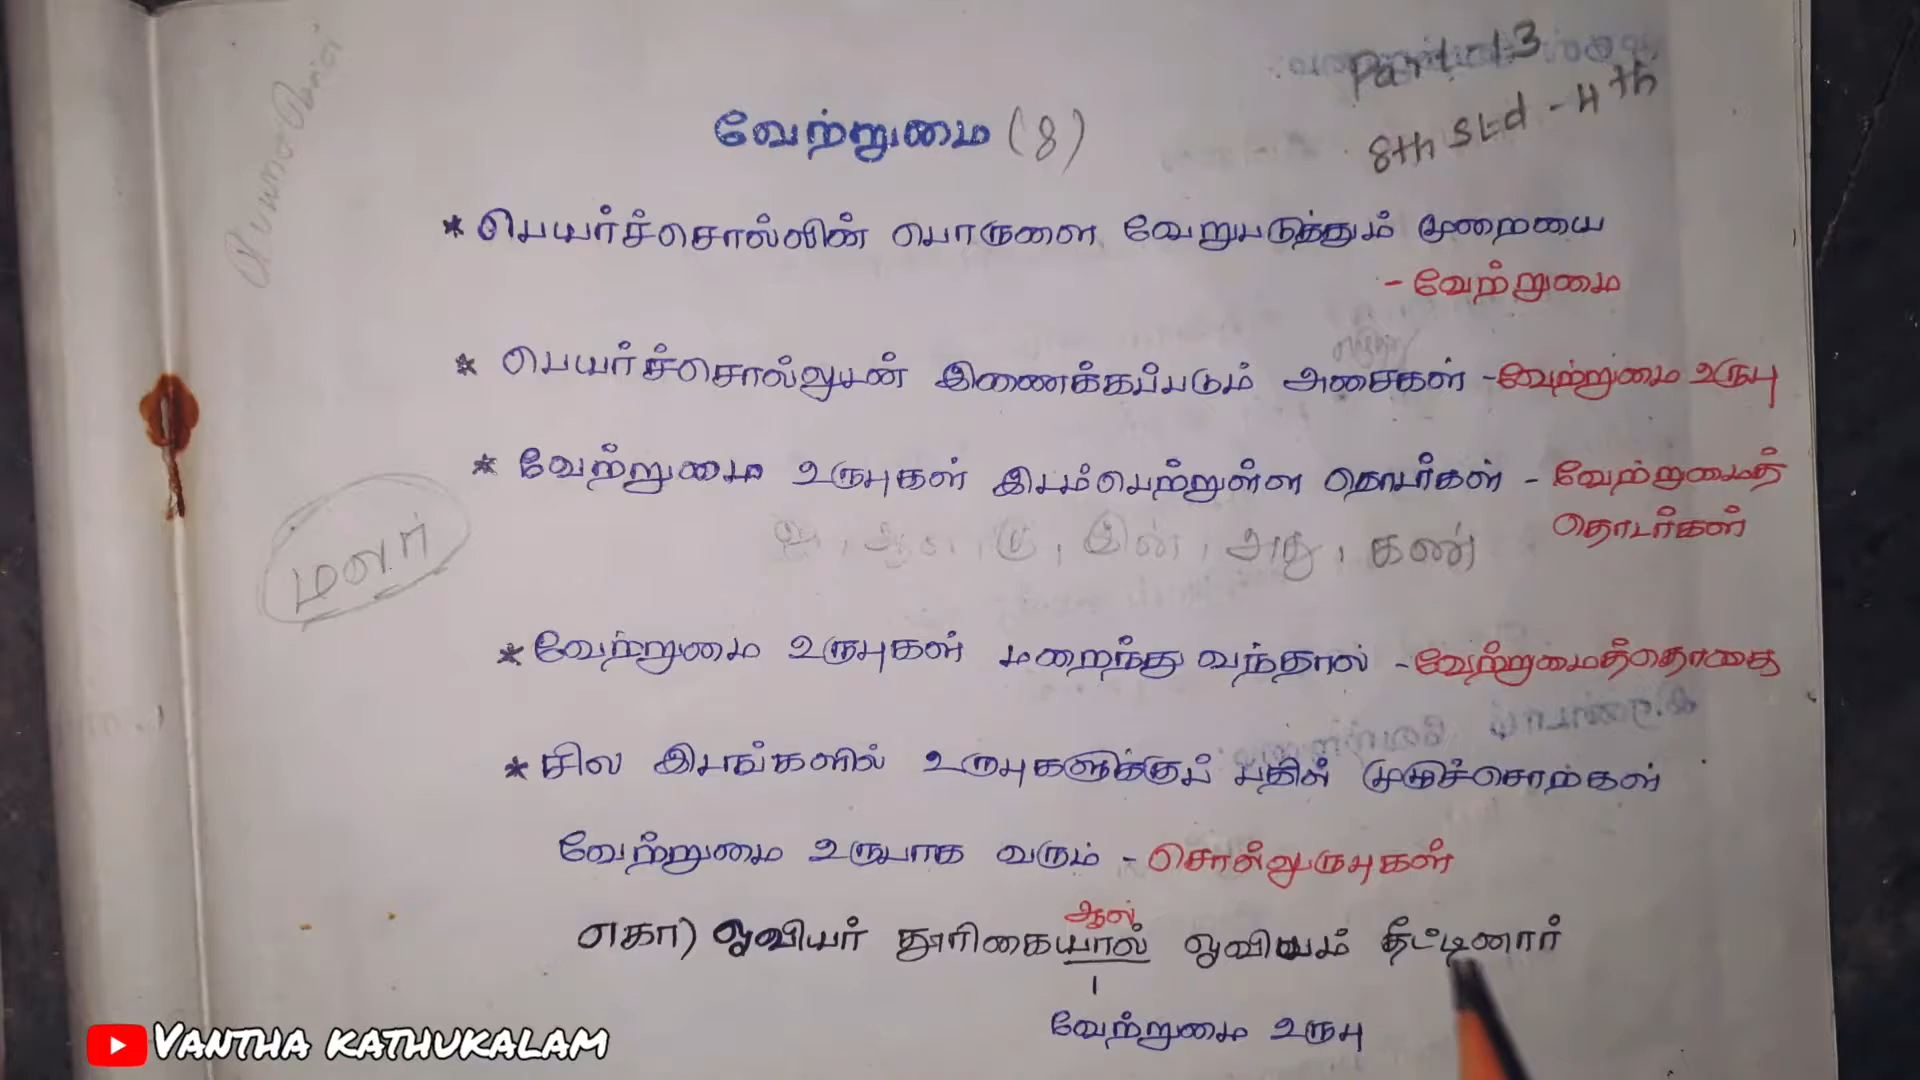 Part-13
8th std - 4th
வேற்றுமை (8)
* பெயர்ச்சொல்லின் பொருளை வேறுபடுத்தும் முறையை
- வேற்றுமை
* பெயர்ச்சொல்லுடன் இணைக்கப்படும் அசைகள் - வேற்றுமை உருபு
* வேற்றுமை உருபுகள் இடம்பெற்றுள்ள தொடர்கள் - வேற்றுமைத்
தொடர்கள்
ஐ, ஆல், கு, இன், அது, கண்
மலர்
* வேற்றுமை உருபுகள் மறைந்து வந்தால் - வேற்றுமைத்தொகை
* சில இடங்களில் உருபுகளுக்குப் பதில் முழுச்சொற்கள்
வேற்றுமை உருபாக வரும் - சொல்லுருபுகள்
ஆல்
எகா) ஓவியர் தூரிகையால் ஓவியம் தீட்டினார்
வேற்றுமை உருபு
VANTHA KATHUKALAM